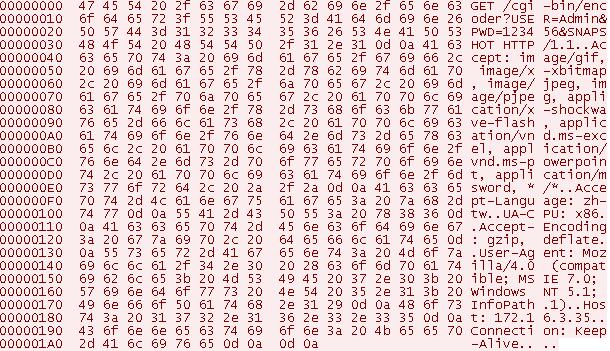 00000000 47 45 54 20 2f 63 67 69 2d 62 69 6e 2f 65 6e 63 GET /cgi -bin/enc
00000010 6f 64 65 72 3f 55 53 45 52 3d 41 64 6d 69 6e 26 oder?USE R=Admin&
00000020 50 57 44 3d 31 32 33 34 35 36 26 53 4e 41 50 53 PWD=1234 56&SNAPS
00000030 48 4f 54 20 48 54 54 50 2f 31 2e 31 0d 0a 41 63 HOT HTTP /1.1..Ac
00000040 63 65 70 74 3a 20 69 6d 61 67 65 2f 67 69 66 2c cept: im age/gif,
00000050 20 69 6d 61 67 65 2f 78 2d 78 62 69 74 6d 61 70 image/x -xbitmap
00000060 2c 20 69 6d 61 67 65 2f 6a 70 65 67 2c 20 69 6d , image/ jpeg, im
00000070 61 67 65 2f 70 6a 70 65 67 2c 20 61 70 70 6c 69 age/pjpe g, appli
00000080 63 61 74 69 6f 6e 2f 78 2d 73 68 6f 63 6b 77 61 cation/x -shockwa
00000090 76 65 2d 66 6c 61 73 68 2c 20 61 70 70 6c 69 63 ve-flash , applic
000000A0 61 74 69 6f 6e 2f 76 6e 64 2e 6d 73 2d 65 78 63 ation/vn d.ms-exc
000000B0 65 6c 2c 20 61 70 70 6c 69 63 61 74 69 6f 6e 2f el, appl ication/
000000C0 76 6e 64 2e 6d 73 2d 70 6f 77 65 72 70 6f 69 6e vnd.ms-p owerpoin
000000D0 74 2c 20 61 70 70 6c 69 63 61 74 69 6f 6e 2f 6d t, appli cation/m
000000E0 73 77 6f 72 64 2c 20 2a 2f 2a 0d 0a 41 63 63 65 sword, * /*..Acce
000000F0 70 74 2d 4c 61 6e 67 75 61 67 65 3a 20 7a 68 2d pt-Langu age: zh-
00000100 74 77 0d 0a 55 41 2d 43 50 55 3a 20 78 38 36 0d tw..UA-C PU: x86.
00000110 0a 41 63 63 65 70 74 2d 45 6e 63 6f 64 69 6e 67 .Accept- Encoding
00000120 3a 20 67 7a 69 70 2c 20 64 65 66 6c 61 74 65 0d : gzip, deflate.
00000130 0a 55 73 65 72 2d 41 67 65 6e 74 3a 20 4d 6f 7a .User-Ag ent: Moz
00000140 69 6c 6c 61 2f 34 2e 30 20 28 63 6f 6d 70 61 74 illa/4.0 (compat
00000150 69 62 6c 65 3b 20 4d 53 49 45 20 37 2e 30 3b 20 ible; MS IE 7.0;
00000160 57 69 6e 64 6f 77 73 20 4e 54 20 35 2e 31 3b 20 Windows NT 5.1;
00000170 49 6e 66 6f 50 61 74 68 2e 31 29 0d 0a 48 6f 73 InfoPath .1)..Hos
00000180 74 3a 20 31 37 32 2e 31 36 2e 33 2e 33 35 0d 0a t: 172.1 6.3.35..
00000190 43 6f 6e 6e 65 63 74 69 6f 6e 3a 20 4b 65 65 70 Connecti on: Keep
000001A0 2d 41 6c 69 76 65 0d 0a 0d 0a -Alive.. ..